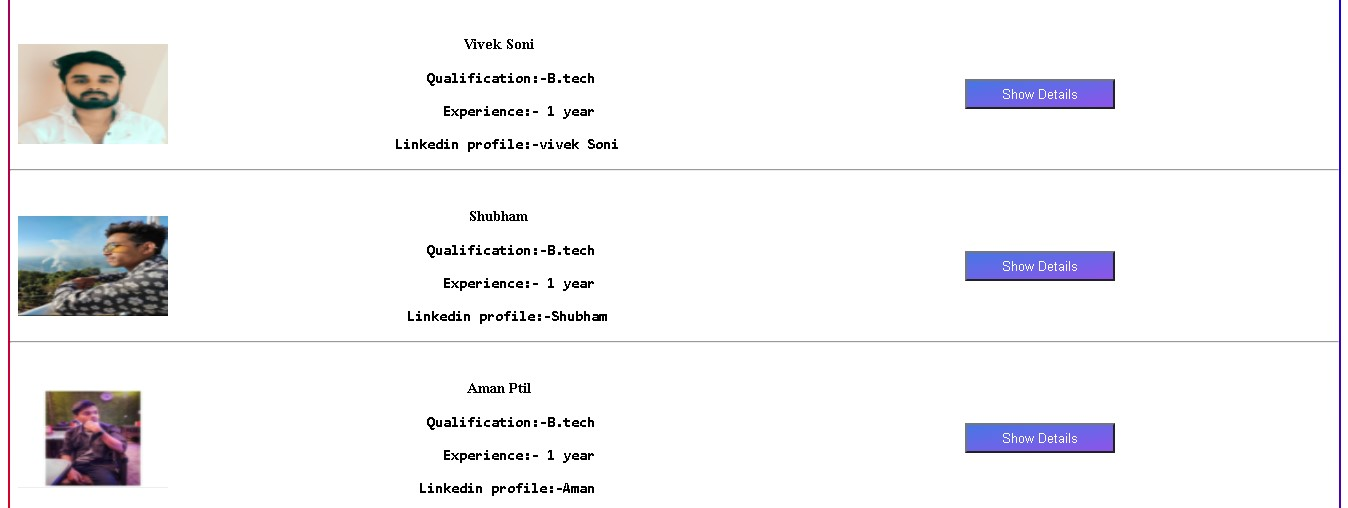 Vivek Soni
Qualification:-B.tech
Experience:- 1 year
Linkedin profile:-vivek Soni
Show Details
Shubham
Qualification:-B.tech
Experience:- 1 year
Linkedin profile:-Shubham
Show Details
Aman Ptil
Qualification:-B.tech
Experience:- 1 year
Linkedin profile:-Aman
Show Details